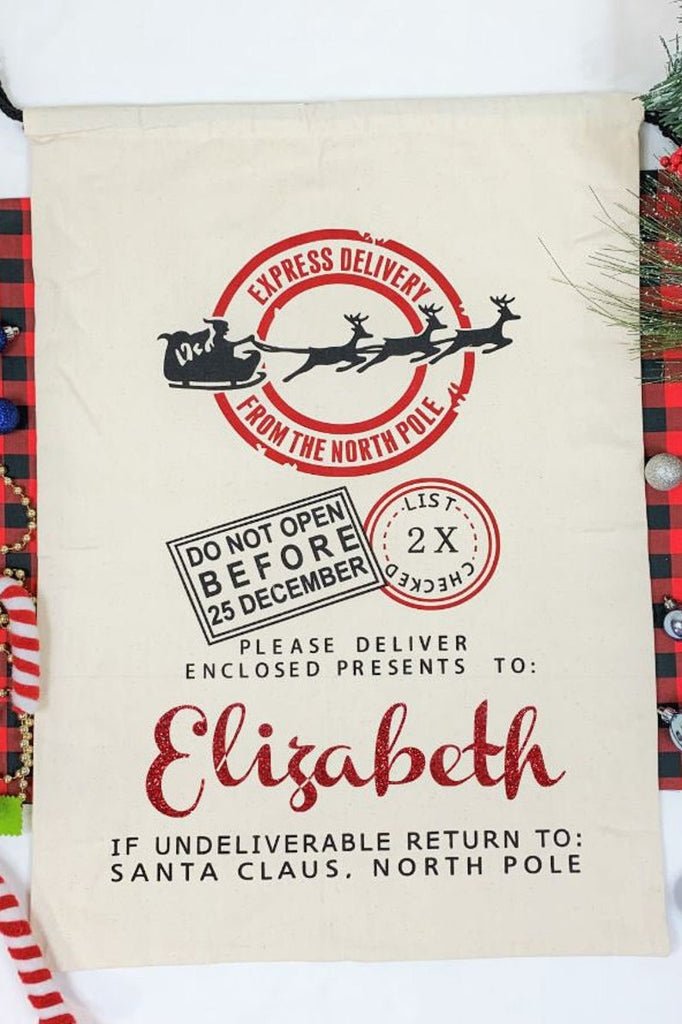 EXPRESS DELIVERY
FROM THE NORTH POLE
DO NOT OPEN
BEFORE
25 DECEMBER
LIST
2 X
CHECKED
PLEASE DELIVER
ENCLOSED PRESENTS TO:
Elizabeth
IF UNDELIVERABLE RETURN TO:
SANTA CLAUS, NORTH POLE